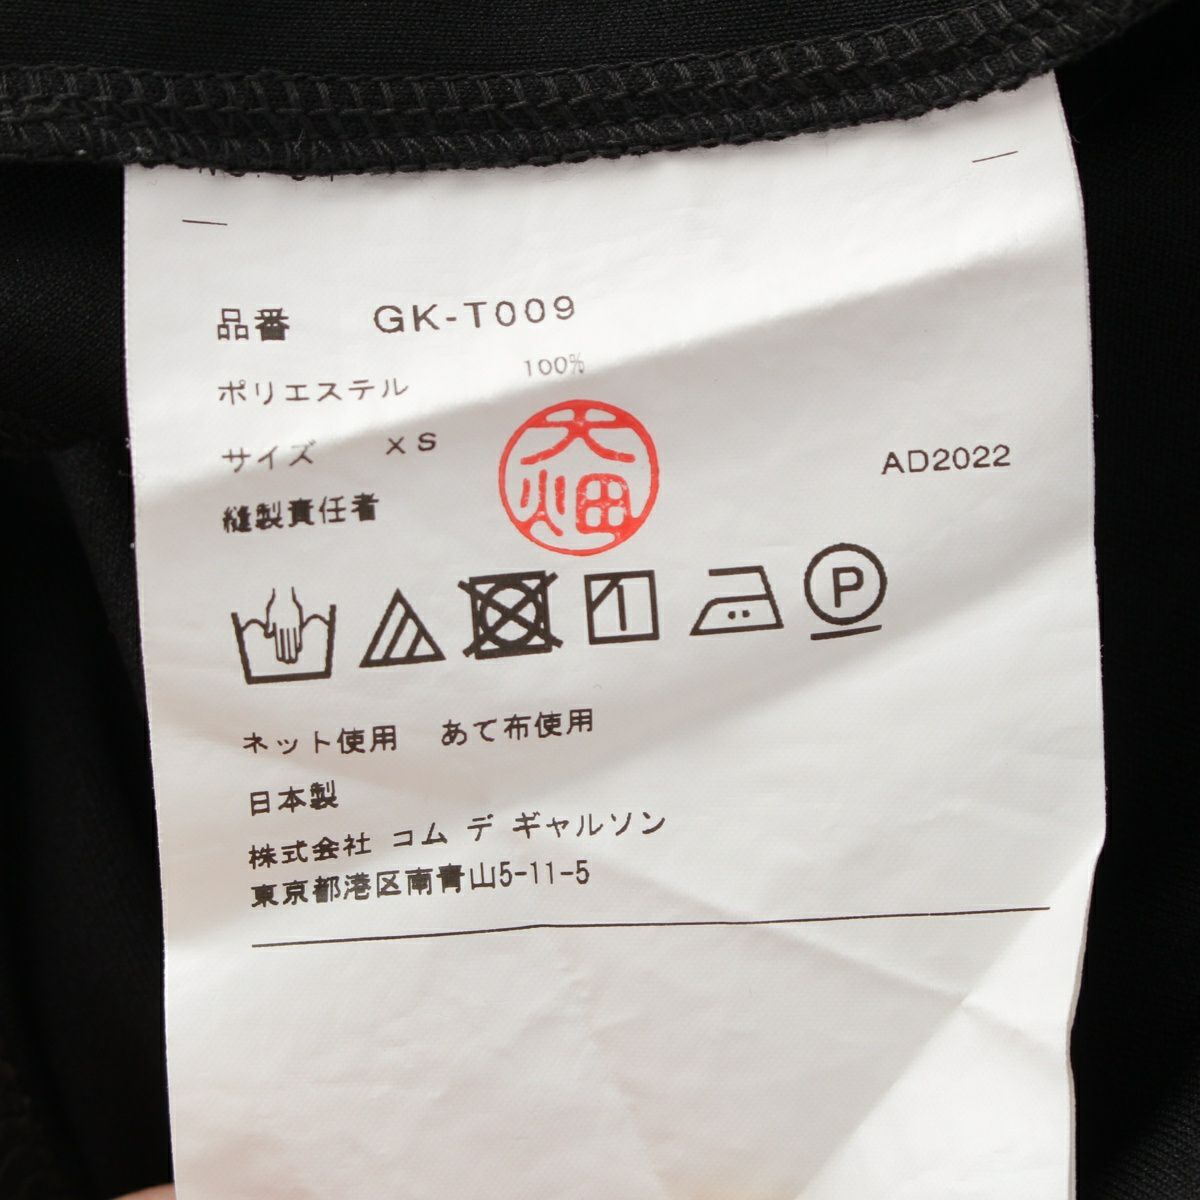 品番 GK-T009
ポリエステル 100%
サイズ XS
AD2022
縫製責任者 大畑
P
ネット使用 あて布使用
日本製
株式会社 コム デ ギャルソン
東京都港区南青山5-11-5